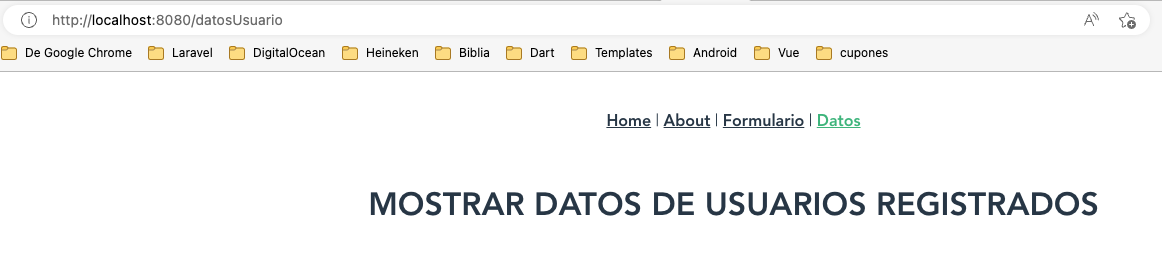 http://localhost:8080/datosUsuario
De Google Chrome Laravel DigitalOcean Heineken Biblia Dart Templates Android Vue cupones
Home | About | Formulario | Datos
MOSTRAR DATOS DE USUARIOS REGISTRADOS